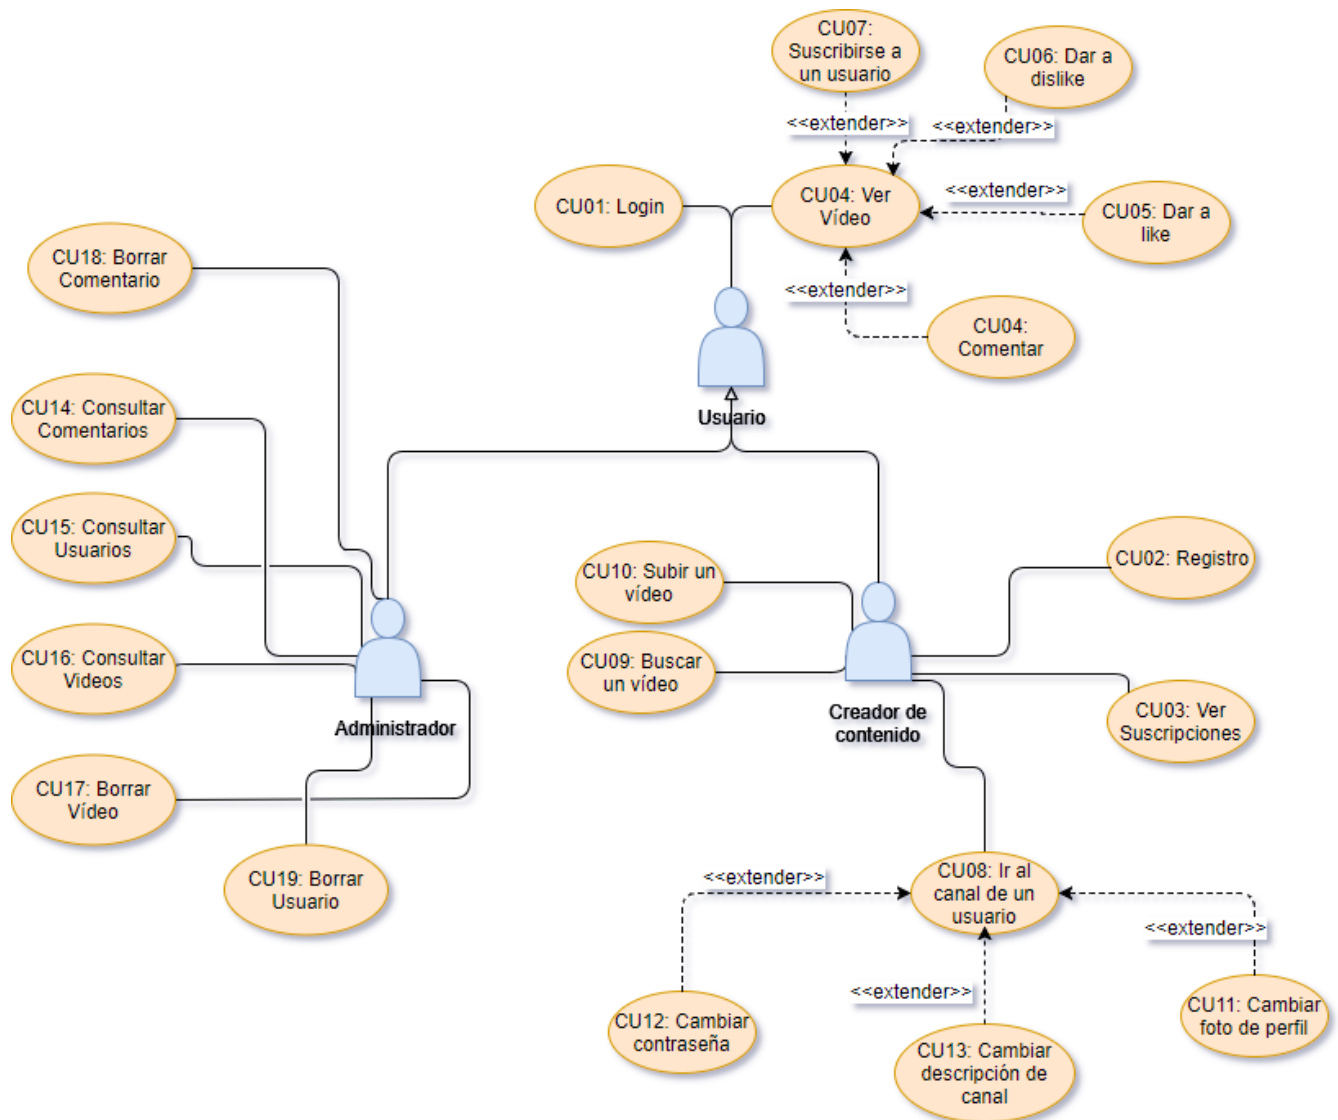 CU07:
Suscribirse a
un usuario
CU06: Dar a
dislike
<<extender>>
<<extender>>
CU01: Login
CU04: Ver
Vídeo
<<extender>>
CU05: Dar a
like
CU18: Borrar
Comentario
<<extender>>
CU04:
Comentar
Usuario
CU14: Consultar
Comentarios
CU15: Consultar
Usuarios
CU10: Subir un
vídeo
CU02: Registro
CU16: Consultar
Videos
CU09: Buscar
un vídeo
Administrador
Creador de
contenido
CU03: Ver
Suscripciones
CU17: Borrar
Vídeo
CU19: Borrar
Usuario
<<extender>>
CU08: Ir al
canal de un
usuario
<<extender>>
<<extender>>
CU12: Cambiar
contraseña
CU11: Cambiar
foto de perfil
CU13: Cambiar
descripción de
canal